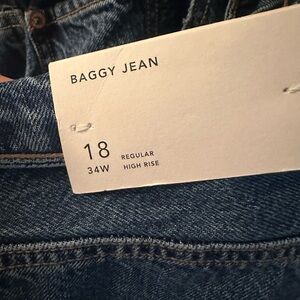 BAGGY JEAN
18 REGULAR
34W HIGH RISE